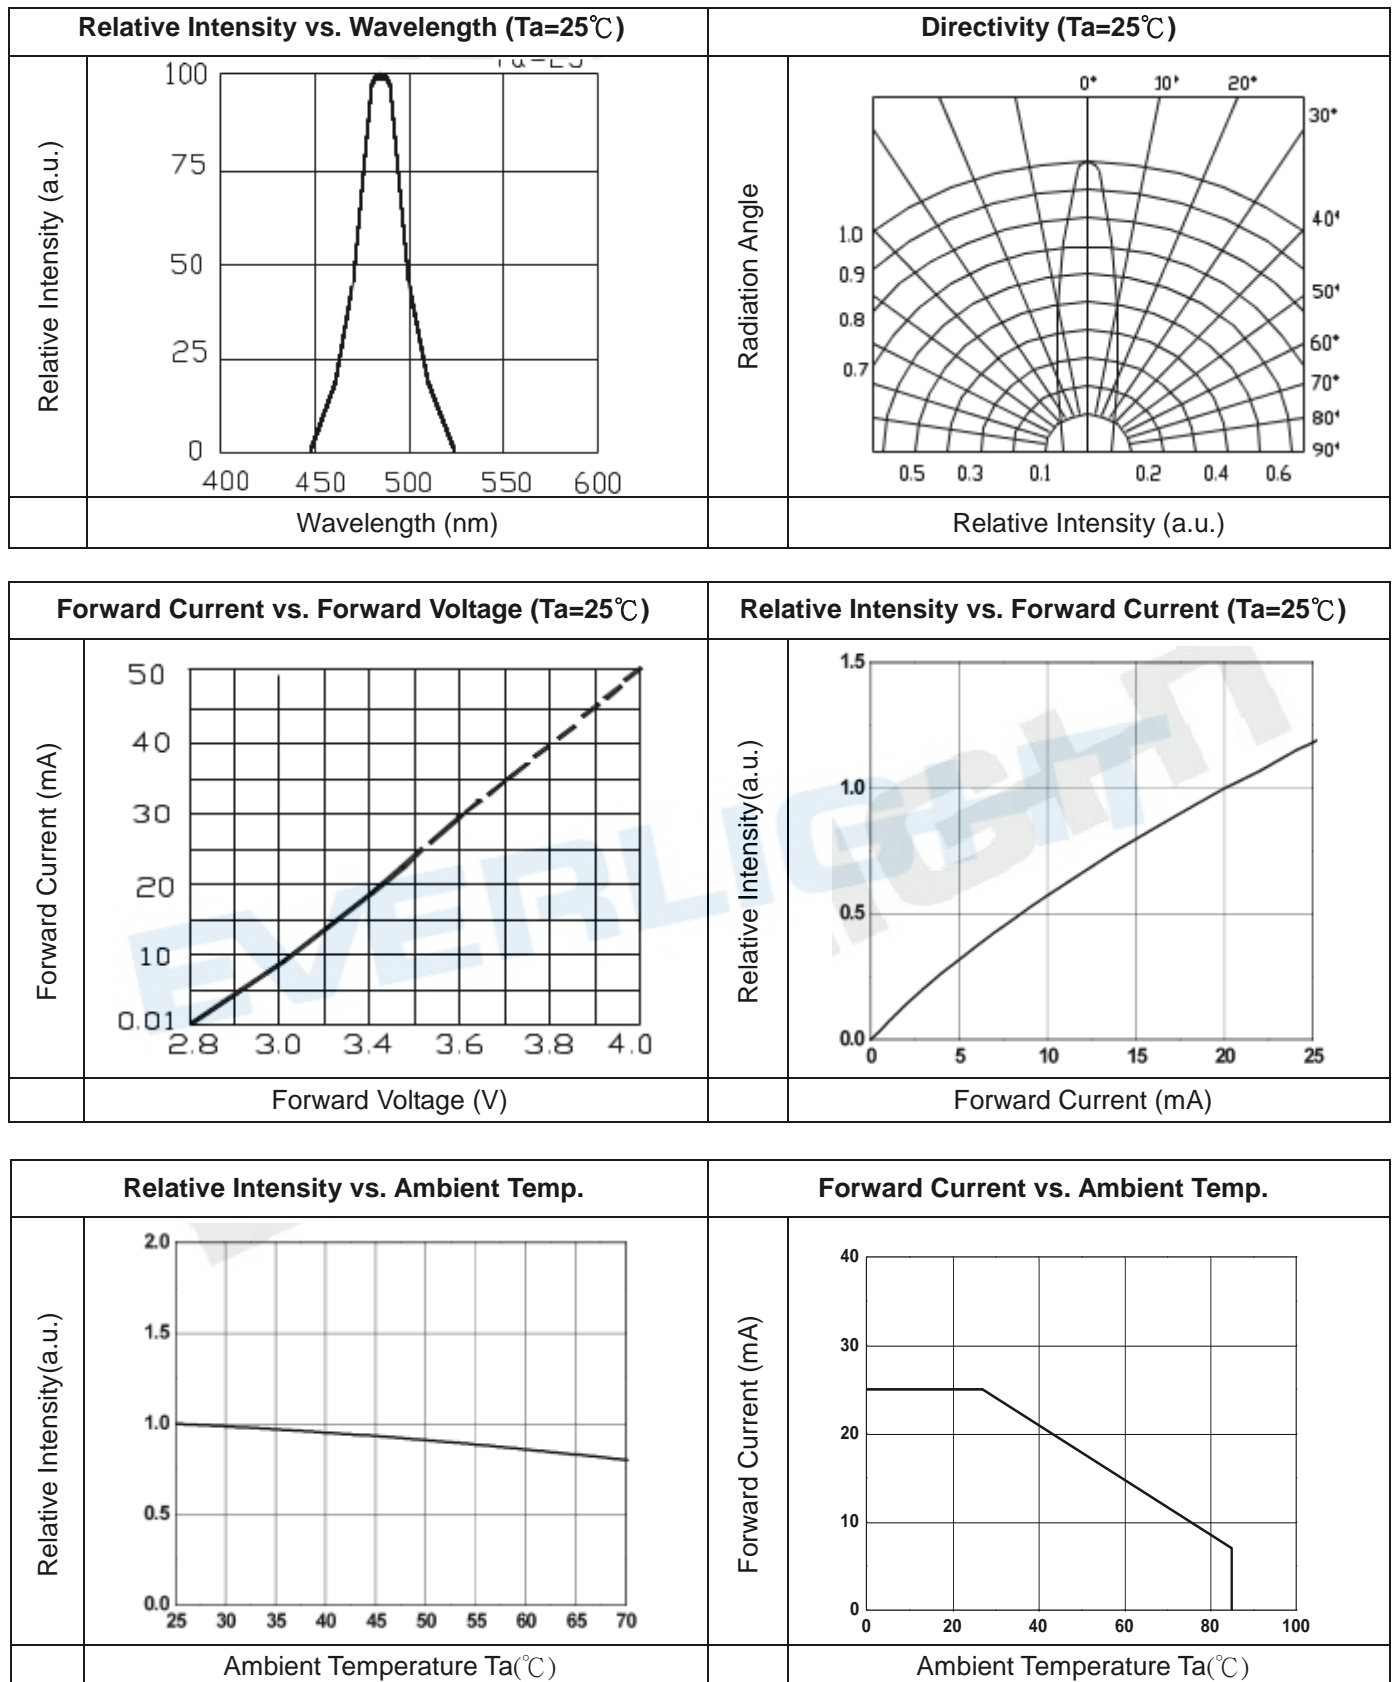 Relative Intensity vs. Wavelength (Ta=25℃)
Directivity (Ta=25℃)
Relative Intensity (a.u.)
100
75
50
25
0
400 450 500 550 600
Wavelength (nm)
Radiation Angle
0° 10° 20°
30°
40°
50°
60°
70°
80°
90°
1.0
0.9
0.8
0.7
0.5 0.3 0.1 0.2 0.4 0.6
Relative Intensity (a.u.)
Forward Current vs. Forward Voltage (Ta=25℃)
Relative Intensity vs. Forward Current (Ta=25℃)
Forward Current (mA)
50
40
30
20
10
0.01
2.8 3.0 3.4 3.6 3.8 4.0
Forward Voltage (V)
Relative Intensity(a.u.)
1.5
1.0
0.5
0.0
0 5 10 15 20 25
Forward Current (mA)
EVERLIGHT
Relative Intensity vs. Ambient Temp.
Forward Current vs. Ambient Temp.
Relative Intensity(a.u.)
2.0
1.5
1.0
0.5
0.0
25 30 35 40 45 50 55 60 65 70
Ambient Temperature Ta(℃)
Forward Current (mA)
40
30
20
10
0
0 20 40 60 80 100
Ambient Temperature Ta(℃)